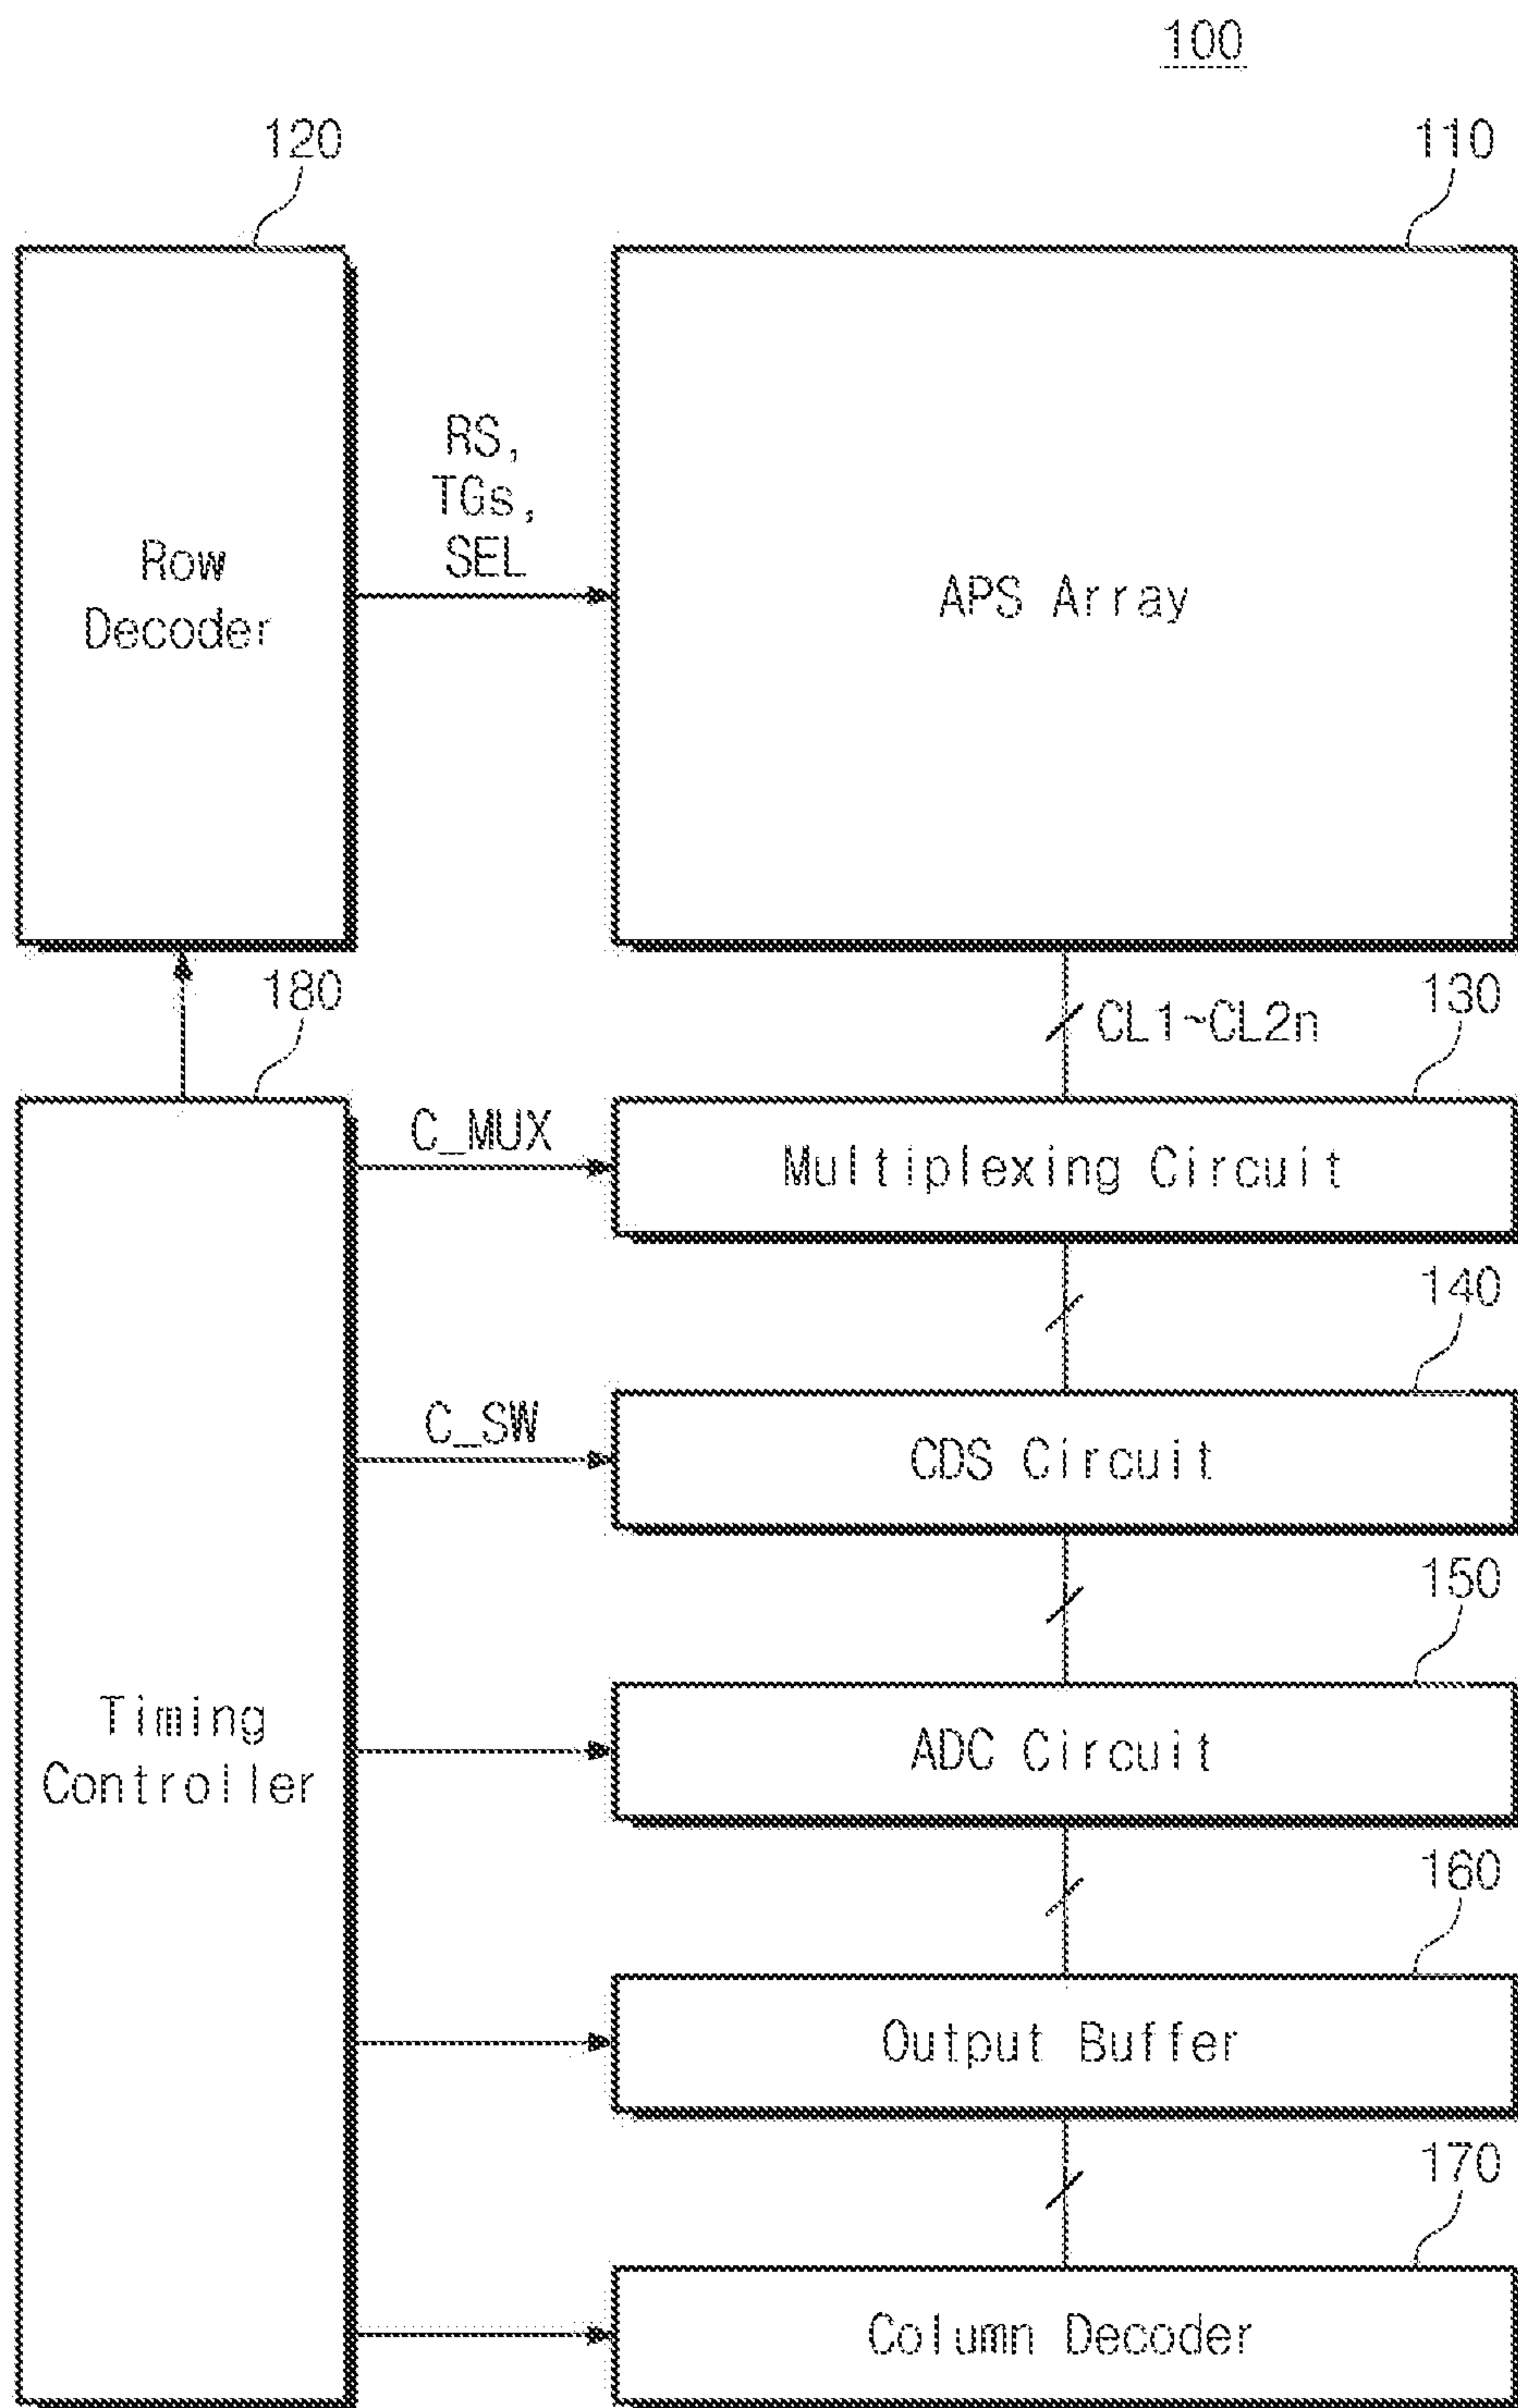 100
120
110
RS,
TGs,
SEL
Row
Decoder
APS Array
180
CL1~CL2n
130
C_MUX
Multiplexing Circuit
140
C_SW
CDS Circuit
150
Timing
Controller
ADC Circuit
160
Output Buffer
170
Column Decoder